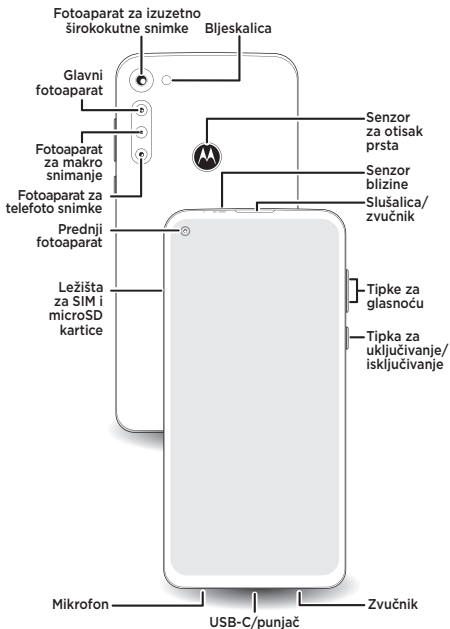 Fotoaparat za izuzetno
širokokutne snimke
Bljeskalica
Glavni
fotoaparat
Fotoaparat
za makro
snimanje
Fotoaparat za
telefoto snimke
Prednji
fotoaparat
Ležišta
za SIM i
microSD
kartice
Senzor
za otisak
prsta
Senzor
blizine
Slušalica/
zvučnik
Tipke za
glasnoću
Tipka za
uključivanje/
isključivanje
Mikrofon
USB-C/punjač
Zvučnik